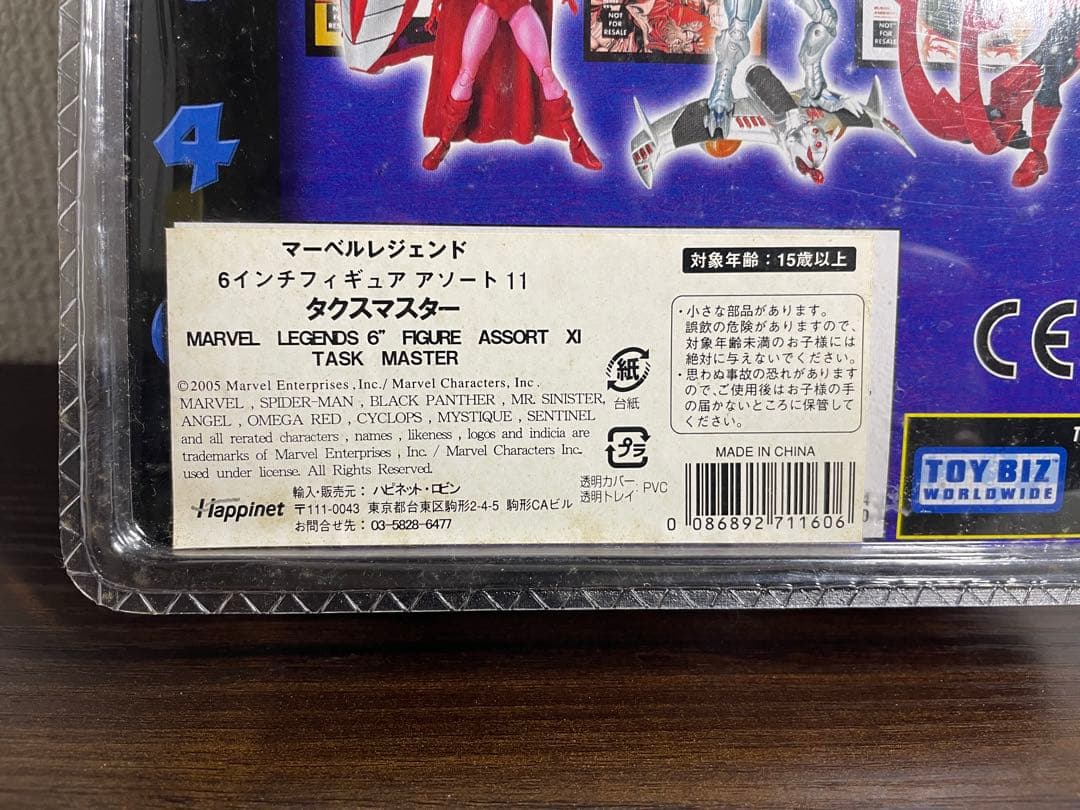 NOT
FOR
RESALE
NOT
FOR
RESALE
NOT
FOR
RESALE
4
マーベルレジェンド
6インチフィギュア アソート 11
タクスマスター
MARVEL LEGENDS 6" FIGURE ASSORT XI
TASK MASTER
©2005 Marvel Enterprises, Inc./ Marvel Characters, Inc.
MARVEL , SPIDER-MAN , BLACK PANTHER , MR. SINISTER,
ANGEL , OMEGA RED , CYCLOPS , MYSTIQUE , SENTINEL
and all rerated characters , names , likeness , logos and indicia are
trademarks of Marvel Enterprises , Inc. / Marvel Characters Inc.
used under license. All Rights Reserved.
Happinet
輸入・販売元： ハピネット・ロビン
〒111-0043 東京都台東区駒形2-4-5 駒形CAビル
お問合せ先： 03-5828-6477
紙
台紙
プラ
透明カバー:
透明トレイ: PVC
対象年齢：15歳以上
・小さな部品があります。
誤飲の危険がありますので、
対象年齢未満のお子様には
絶対に与えないでください。
・思わぬ事故の恐れがあります
ので、ご使用後はお子様の手
の届かないところに保管して
ください。
MADE IN CHINA
0 086892 711606
CE
TOY BIZ
WORLDWIDE